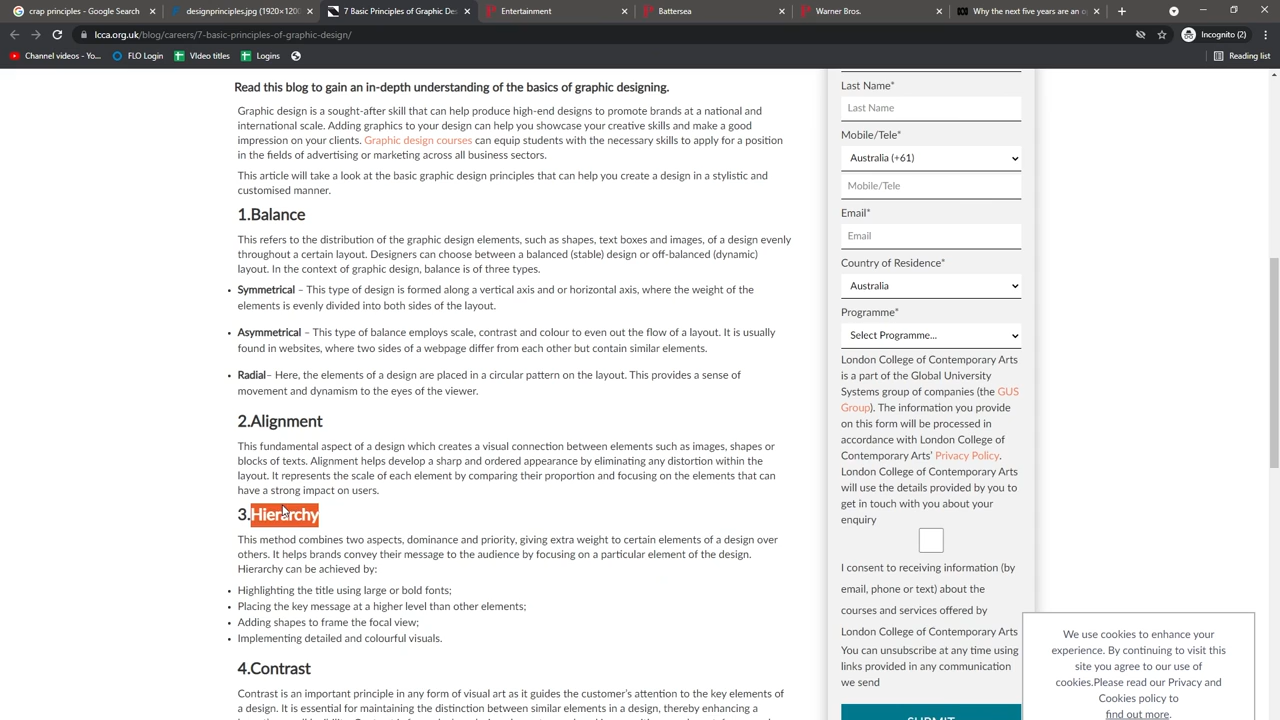 crap principles - Google Search
designprinciples.jpg (1920×1200
7 Basic Principles of Graphic De
Entertainment
Battersea
Warner Bros.
Why the next five years are an op
lcca.org.uk/blog/careers/7-basic-principles-of-graphic-design/
Incognito (2)
Channel videos - Yo...
FLO Login
VIdeo titles
Logins
Reading list
Read this blog to gain an in-depth understanding of the basics of graphic designing.
Graphic design is a sought-after skill that can help produce high-end designs to promote brands at a national and
international scale. Adding graphics to your design can help you showcase your creative skills and make a good
impression on your clients. Graphic design courses can equip students with the necessary skills to apply for a position
in the fields of advertising or marketing across all business sectors.
This article will take a look at the basic graphic design principles that can help you create a design in a stylistic and
customised manner.
1.Balance
This refers to the distribution of the graphic design elements, such as shapes, text boxes and images, of a design evenly
throughout a certain layout. Designers can choose between a balanced (stable) design or off-balanced (dynamic)
layout. In the context of graphic design, balance is of three types.
• Symmetrical – This type of design is formed along a vertical axis and or horizontal axis, where the weight of the
elements is evenly divided into both sides of the layout.
• Asymmetrical – This type of balance employs scale, contrast and colour to even out the flow of a layout. It is usually
found in websites, where two sides of a webpage differ from each other but contain similar elements.
• Radial– Here, the elements of a design are placed in a circular pattern on the layout. This provides a sense of
movement and dynamism to the eyes of the viewer.
2.Alignment
This fundamental aspect of a design which creates a visual connection between elements such as images, shapes or
blocks of texts. Alignment helps develop a sharp and ordered appearance by eliminating any distortion within the
layout. It represents the scale of each element by comparing their proportion and focusing on the elements that can
have a strong impact on users.
3.Hierarchy
This method combines two aspects, dominance and priority, giving extra weight to certain elements of a design over
others. It helps brands convey their message to the audience by focusing on a particular element of the design.
Hierarchy can be achieved by:
• Highlighting the title using large or bold fonts;
• Placing the key message at a higher level than other elements;
• Adding shapes to frame the focal view;
• Implementing detailed and colourful visuals.
4.Contrast
Contrast is an important principle in any form of visual art as it guides the customer's attention to the key elements of
a design. It is essential for maintaining the distinction between similar elements in a design, thereby enhancing a
Last Name*
Last Name
Mobile/Tele*
Australia (+61)
Mobile/Tele
Email*
Email
Country of Residence*
Australia
Programme*
Select Programme...
London College of Contemporary Arts
is a part of the Global University
Systems group of companies (the GUS
Group). The information you provide
on this form will be processed in
accordance with London College of
Contemporary Arts' Privacy Policy.
London College of Contemporary Arts
will use the details provided by you to
get in touch with you about your
enquiry
I consent to receiving information (by
email, phone or text) about the
courses and services offered by
London College of Contemporary Arts
You can unsubscribe at any time using
links provided in any communication
we send
SUBMIT
We use cookies to enhance your
experience. By continuing to visit this
site you agree to our use of
cookies.Please read our Privacy and
Cookies policy to
find out more.